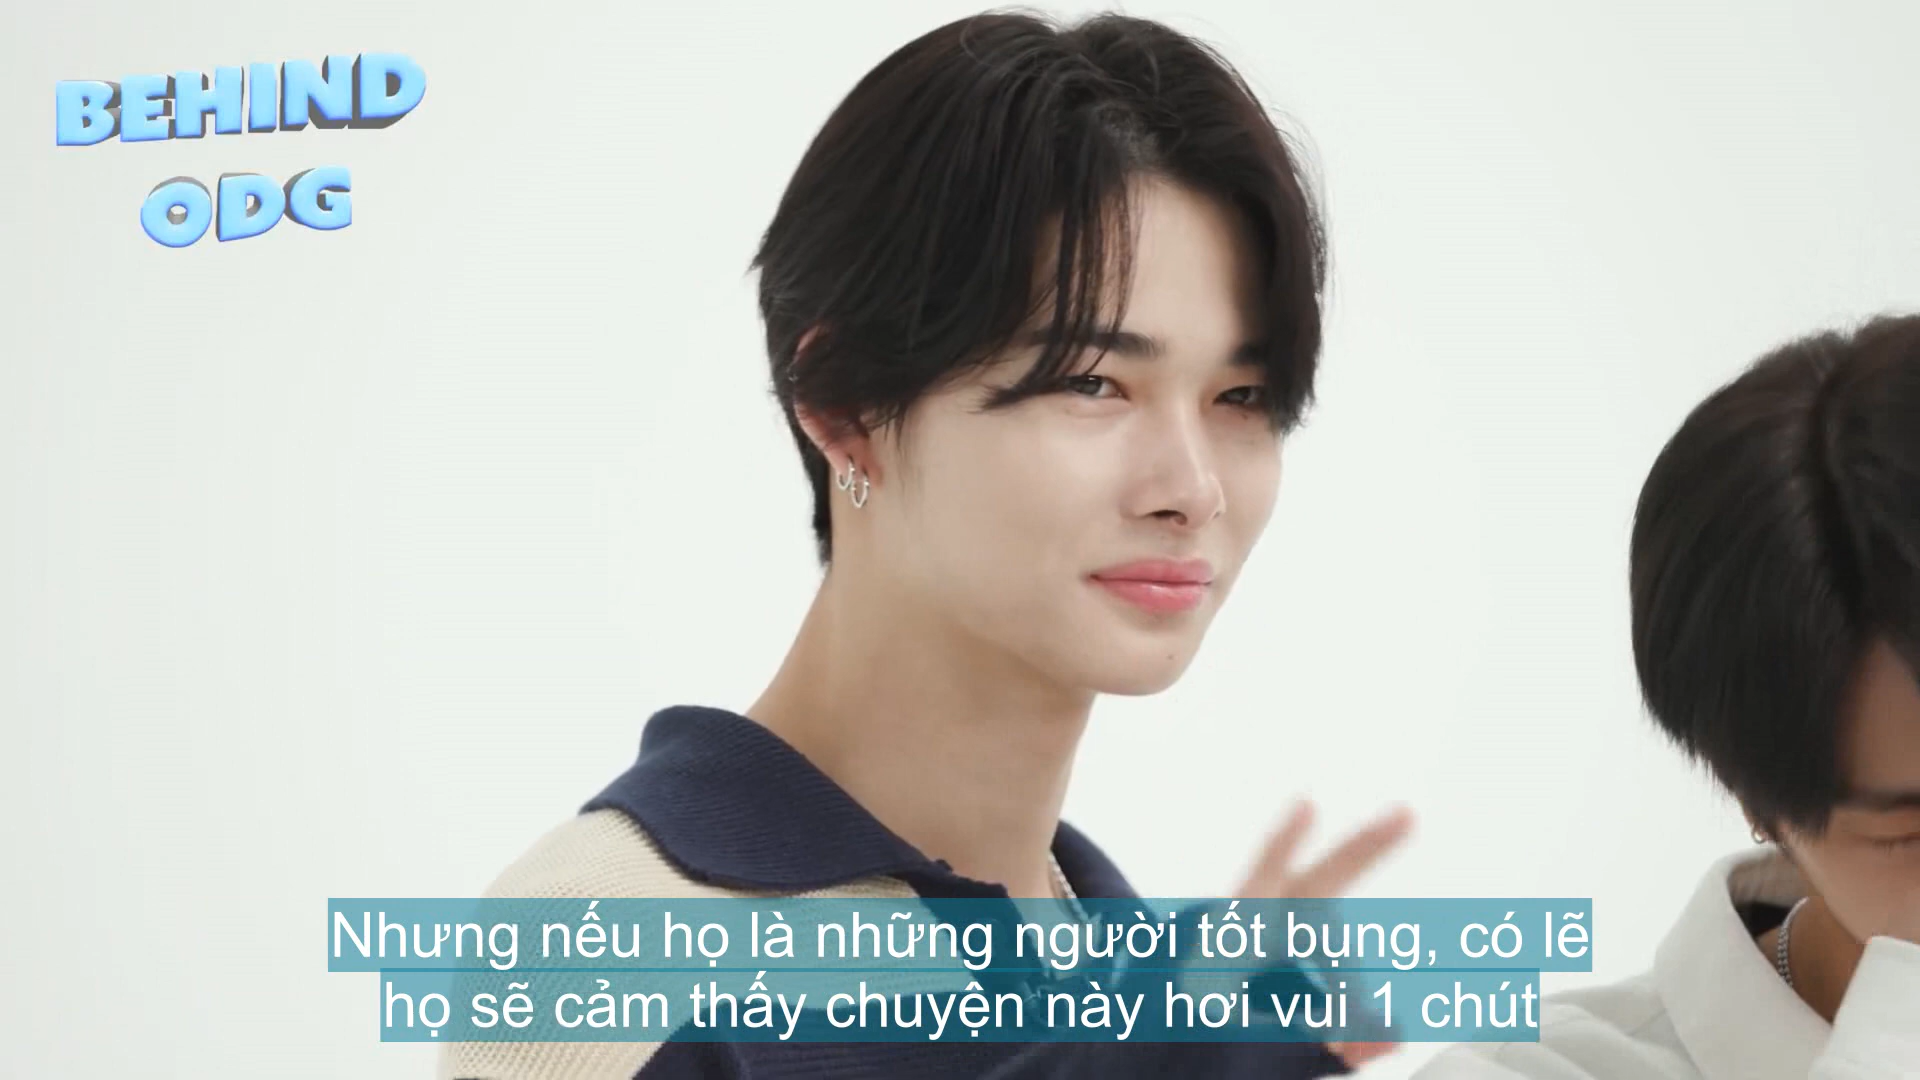 BEHIND
ODG
Nhưng nếu họ là những người tốt bụng, có lẽ
họ sẽ cảm thấy chuyện này hơi vui 1 chút